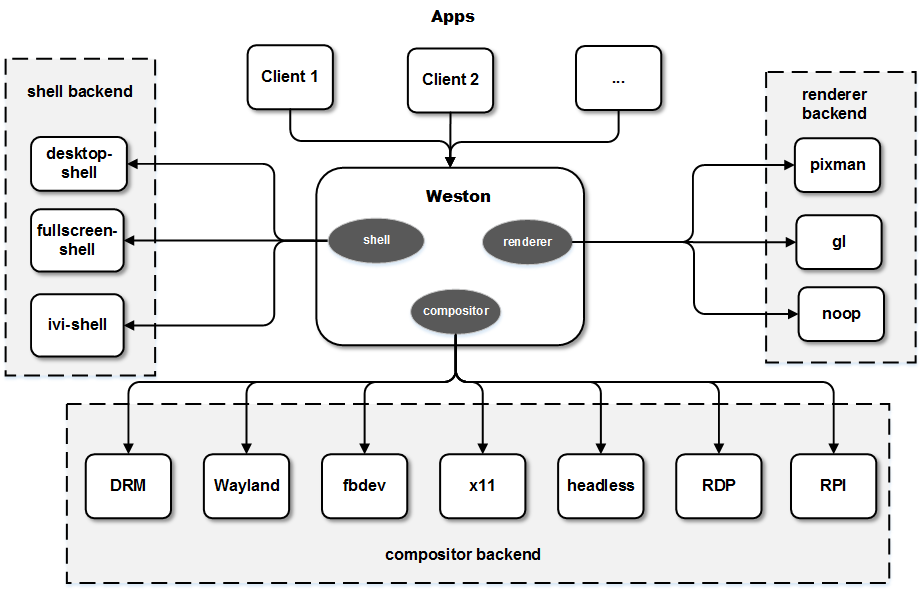 Apps
Client 1
Client 2
...
shell backend
desktop-
shell
fullscreen-
shell
ivi-shell
Weston
shell
renderer
compositor
renderer
backend
pixman
gl
noop
DRM
Wayland
fbdev
x11
headless
RDP
RPI
compositor backend